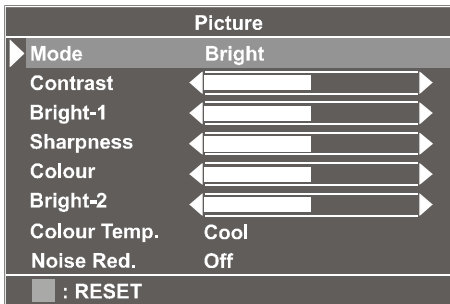 Picture
Mode Bright
Contrast
Bright-1
Sharpness
Colour
Bright-2
Colour Temp. Cool
Noise Red. Off
: RESET